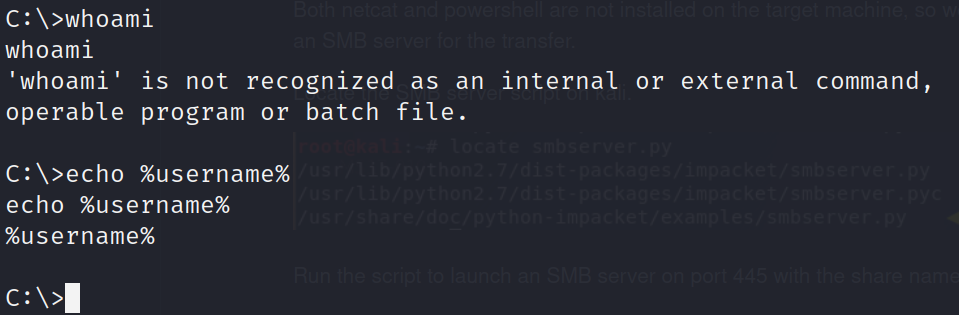 Both netcat and powershell are not installed on the target machine, so w
C:\>whoami
whoami
an SMB server for the transfer.
'whoami' is not recognized as an internal or external command,
operable program or batch file.
SMB server script on kali.
root@kali:~# locate smbserver.py
C:\>echo %username%
/usr/lib/python2.7/dist-packages/impacket/smbserver.py
echo %username%
/usr/lib/python2.7/dist-packages/impacket/smbserver.pyc
%username%
/usr/share/doc/python-impacket/examples/smbserver.py
Run the script to launch an SMB server on port 445 with the share name
C:\>